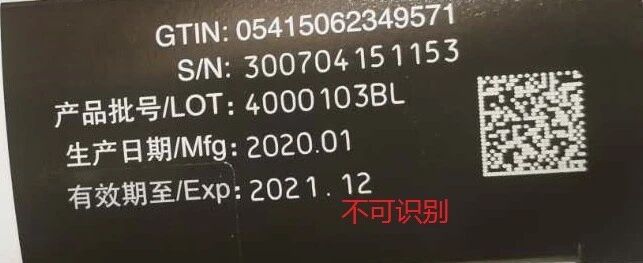 GTIN: 05415062349571
S/N: 300704151153
产品批号/LOT: 4000103BL
生产日期/Mfg: 2020.01
有效期至/Exp: 2021.12
不可识别